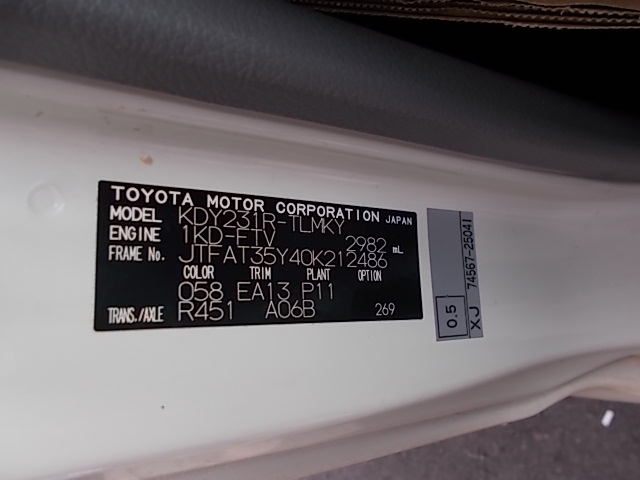 TOYOTA MOTOR CORPORATION JAPAN
MODEL KDY231R-TLMKY
ENGINE 1KD-FTV 2982 mL
FRAME No. JTFAT35Y40K212486
COLOR TRIM PLANT OPTION
058 EA13 P11
TRANS./AXLE R451 A06B 269
74567-25041
0.5 XJ